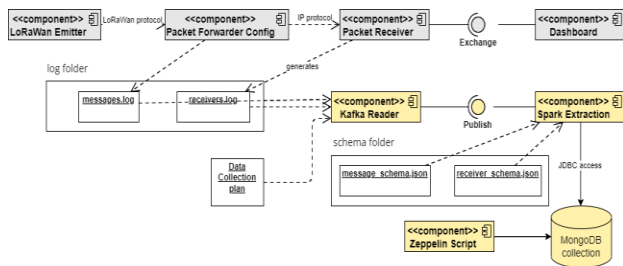 <<component>>
LoRaWan Emitter
LoRaWan protocol
<<component>>
Packet Forwarder Config
IP protocol
<<component>>
Packet Receiver
Exchange
<<component>>
Dashboard
log folder
generates
messages.log
receivers.log
<<component>>
Kafka Reader
Publish
<<component>>
Spark Extraction
schema folder
Data
Collection
plan
message_schema.json
receiver_schema.json
JDBC access
<<component>>
Zeppelin Script
MongoDB
collection